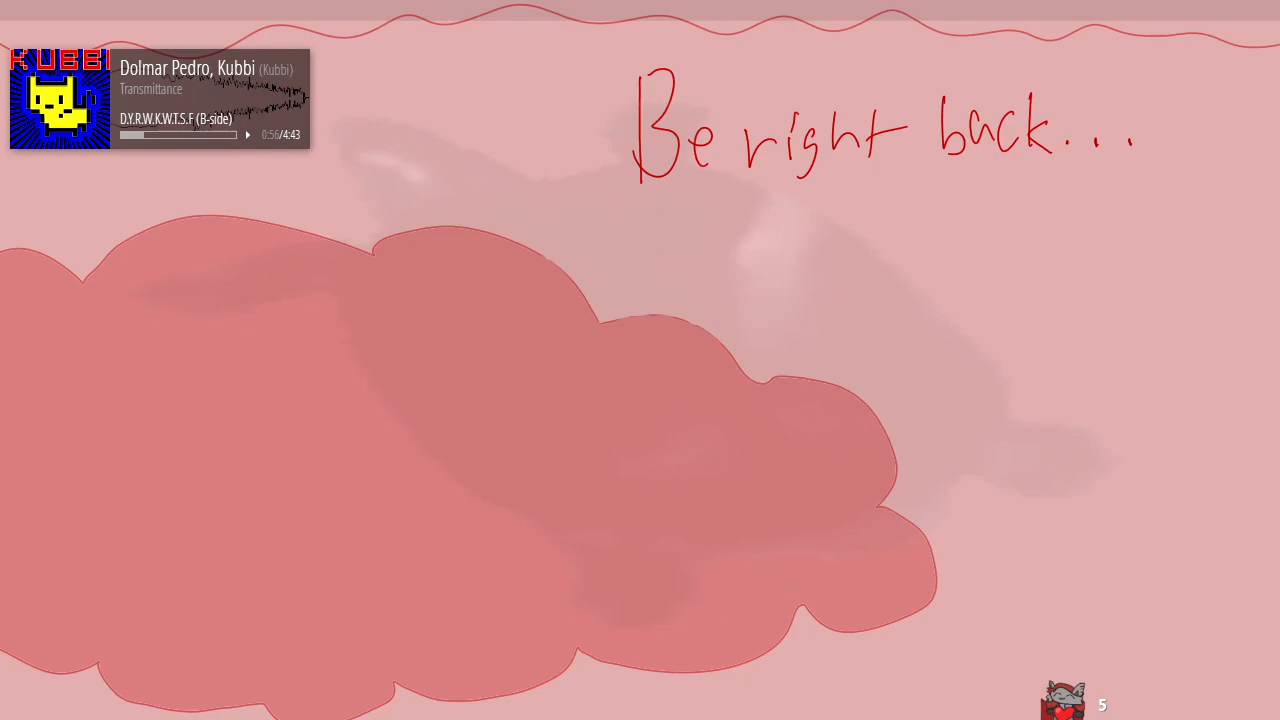 KUBBI
Dolmar Pedro, Kubbi (Kubbi)
Transmittance
D.Y.R.W.K.W.T.S.F (B-side)
0:56/4:43
Be right back...
5